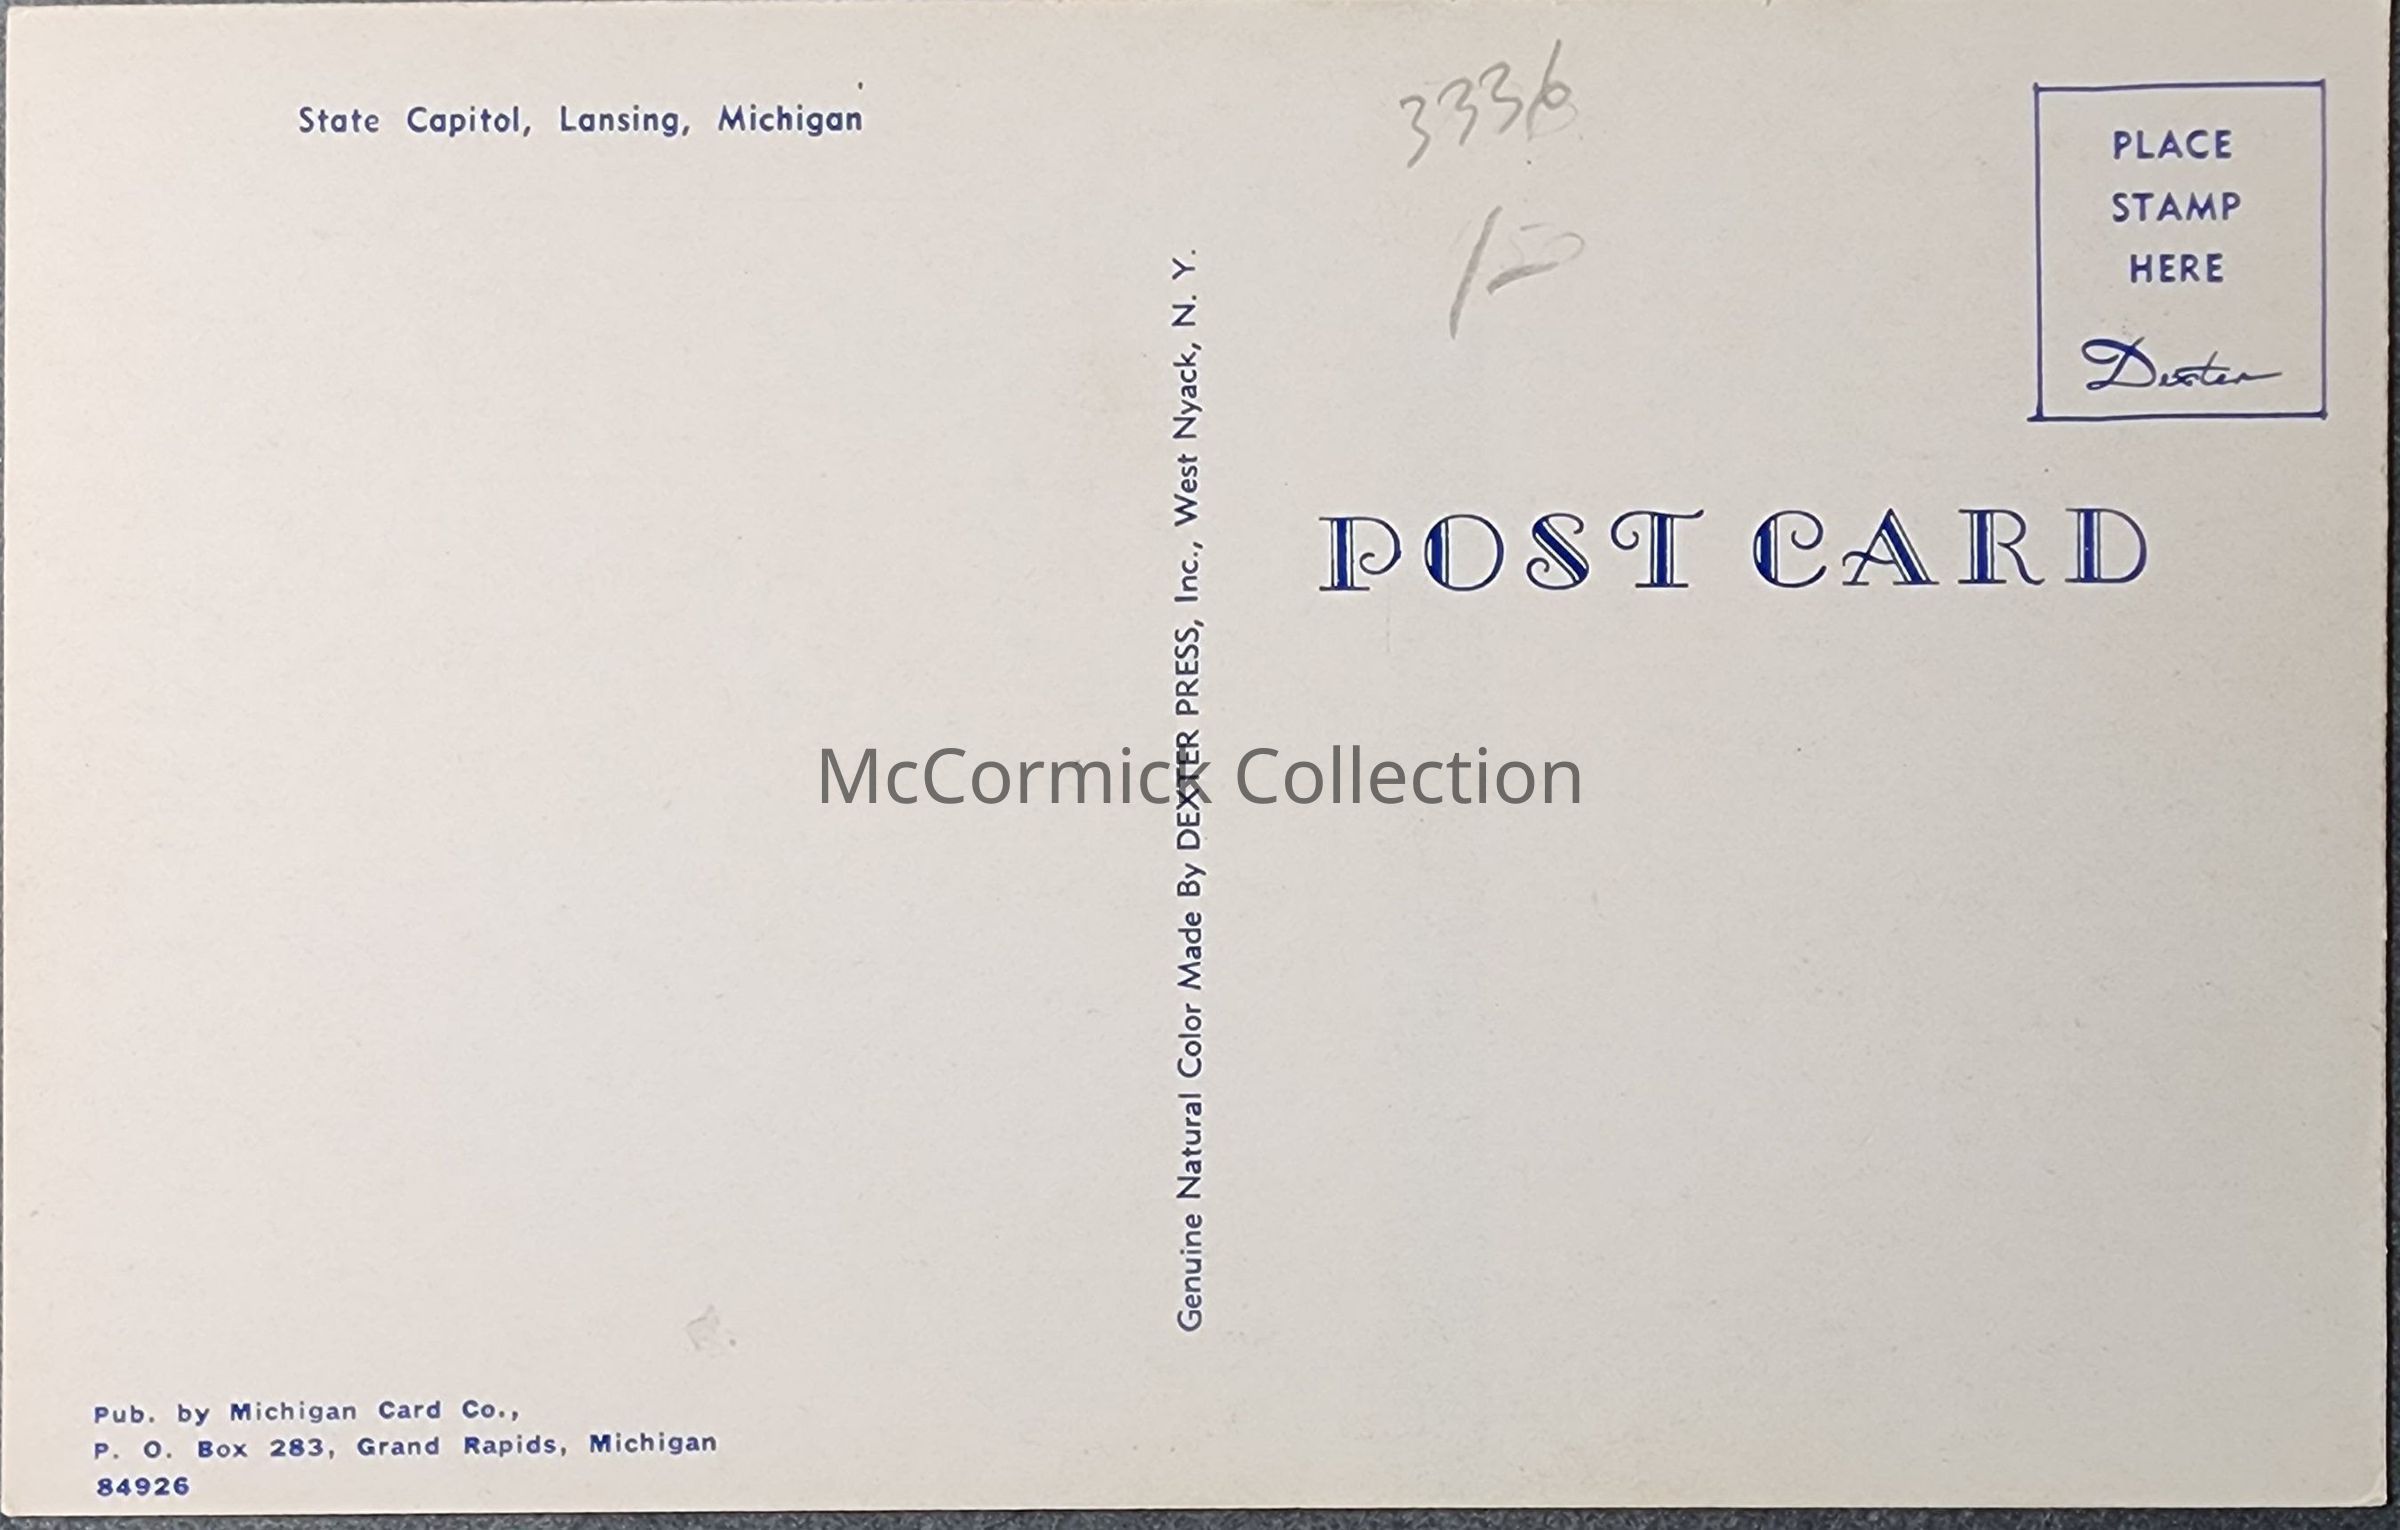 State Capitol, Lansing, Michigan
3336
150
PLACE
STAMP
HERE
Dexter
POST CARD
Genuine Natural Color Made By DEXTER PRESS, Inc., West Nyack, N. Y.
McCormick Collection
Pub. by Michigan Card Co.,
P. O. Box 283, Grand Rapids, Michigan
84926